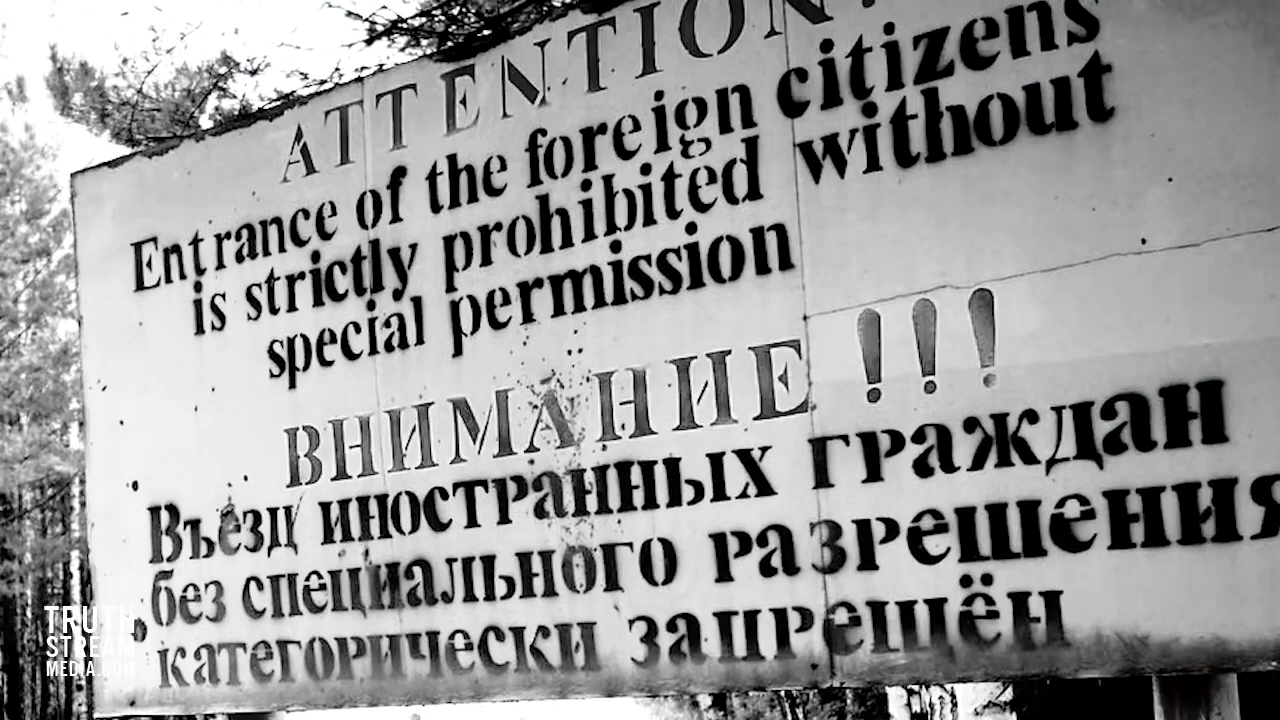 ATTENTION!
Entrance of the foreign citizens
is strictly prohibited without
special permission
ВНИМАНИЕ !!!
Въезд иностранных граждан
без специального разрешения
категорически запрещён
TRUTH
STREAM
MEDIA.COM